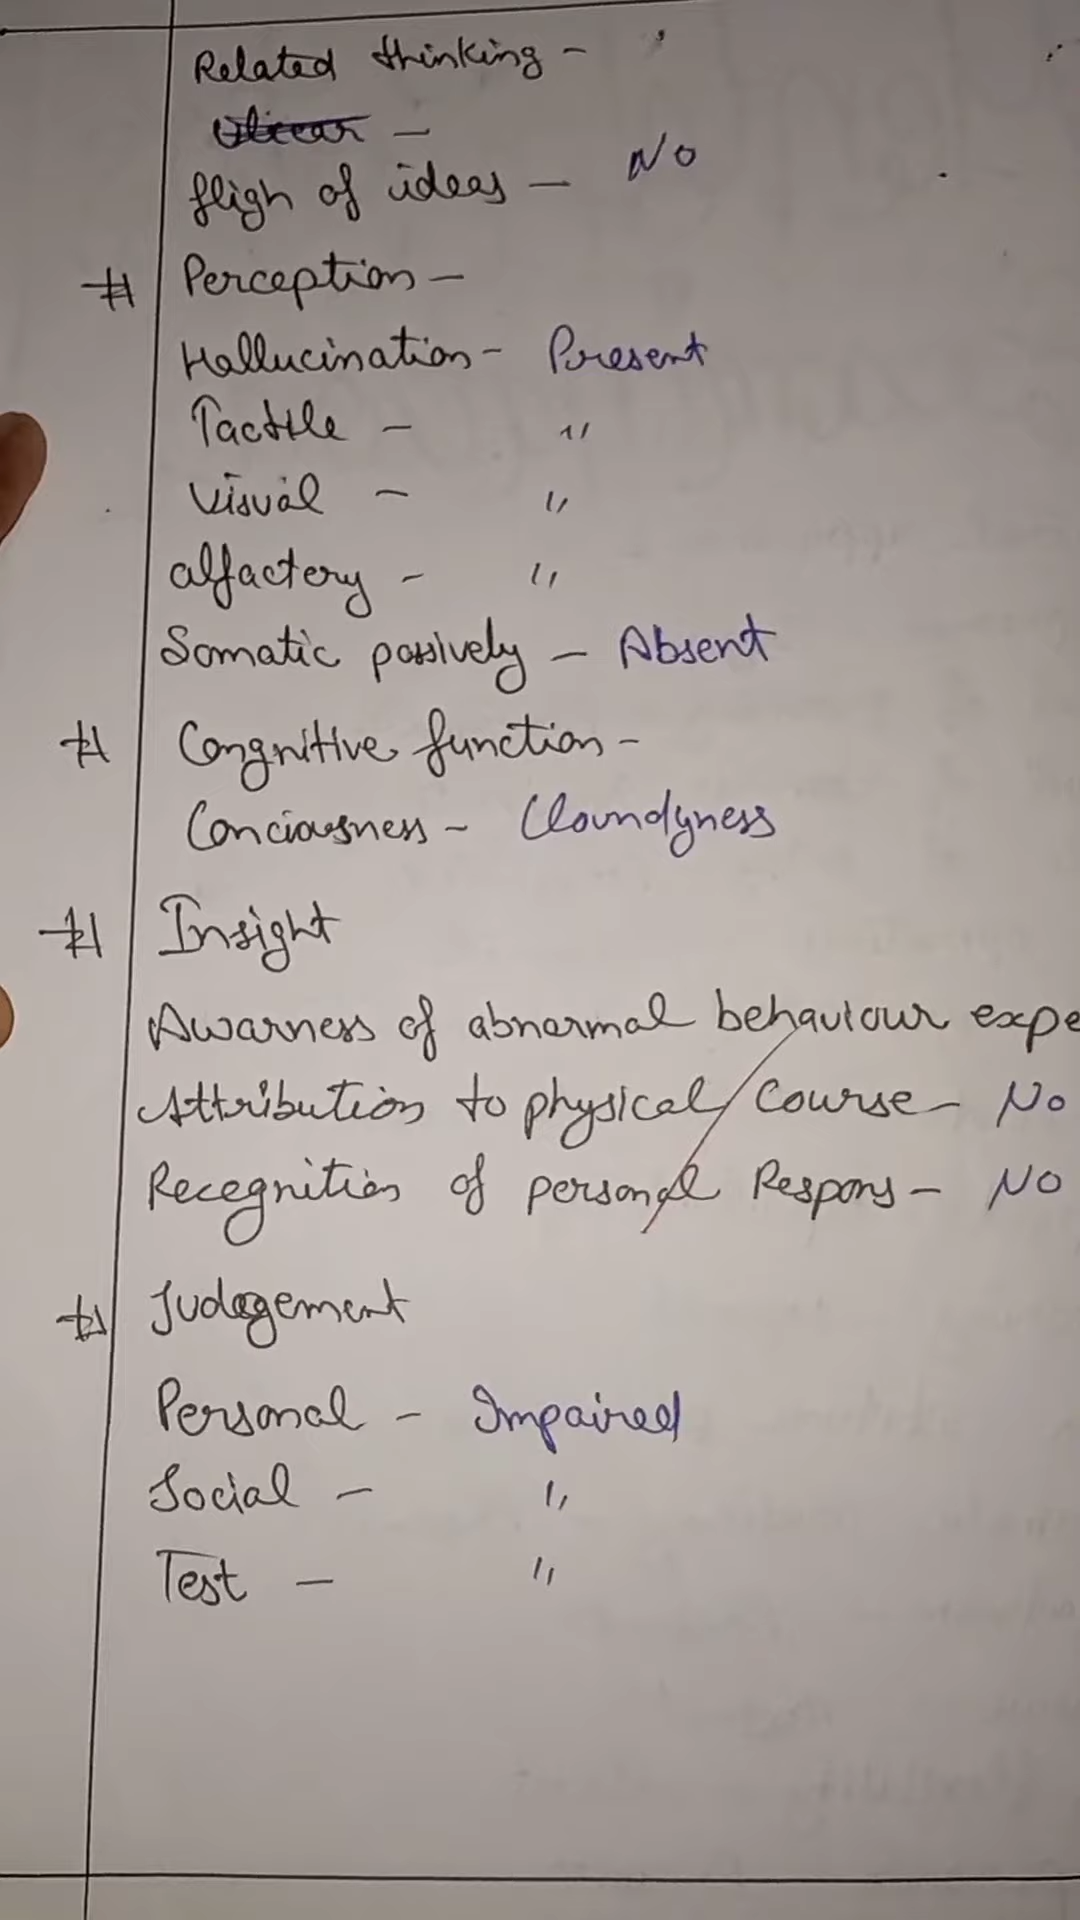 Related thinking - "
fligh of ideas - No
# Perception -
Hallucination - Present
Tactile - "
Visual - "
alfactory - "
Somatic passively - Absent
# Congnitive function -
Conciousness - Cloundyness
# Insight
Awarness of abnormal behaviour expe
Attribution to physical course - No
Recegnition of personal Respons - No
# Judegement
Personal - Impaired
Social - "
Test - "